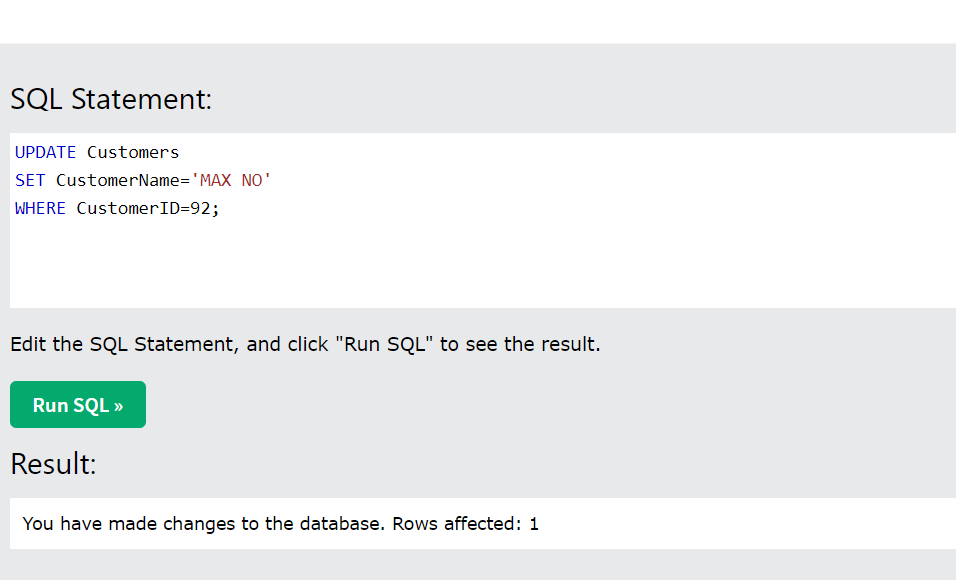 SQL Statement:
UPDATE Customers
SET CustomerName='MAX NO'
WHERE CustomerID=92;
Edit the SQL Statement, and click "Run SQL" to see the result.
Run SQL »
Result:
You have made changes to the database. Rows affected: 1